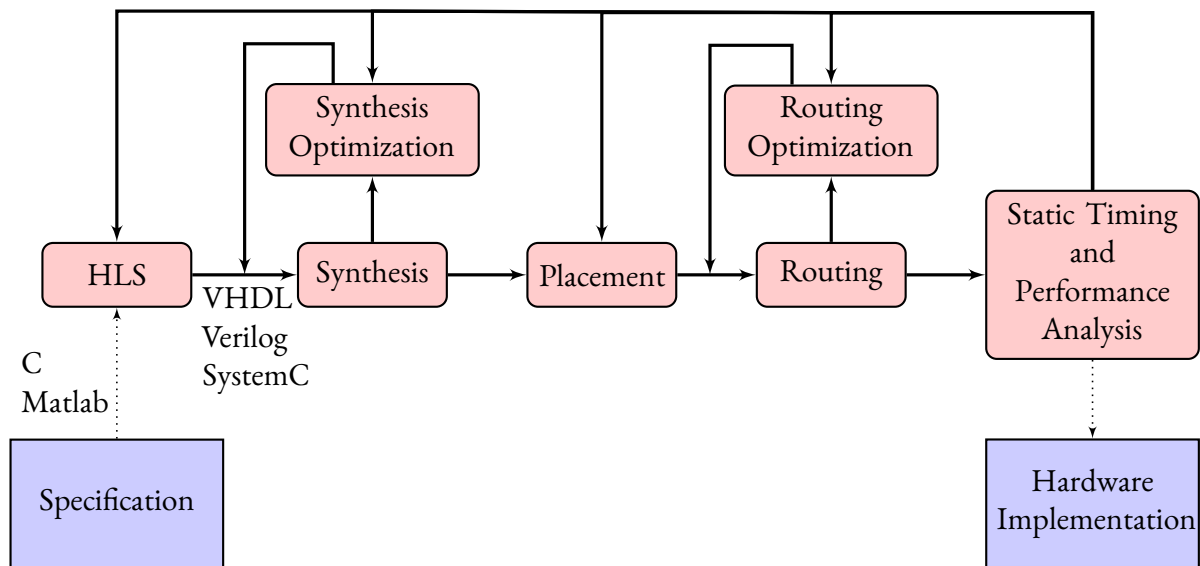 Synthesis
Optimization
Routing
Optimization
HLS
Synthesis
Placement
Routing
Static Timing
and
Performance
Analysis
VHDL
Verilog
SystemC
C
Matlab
Specification
Hardware
Implementation